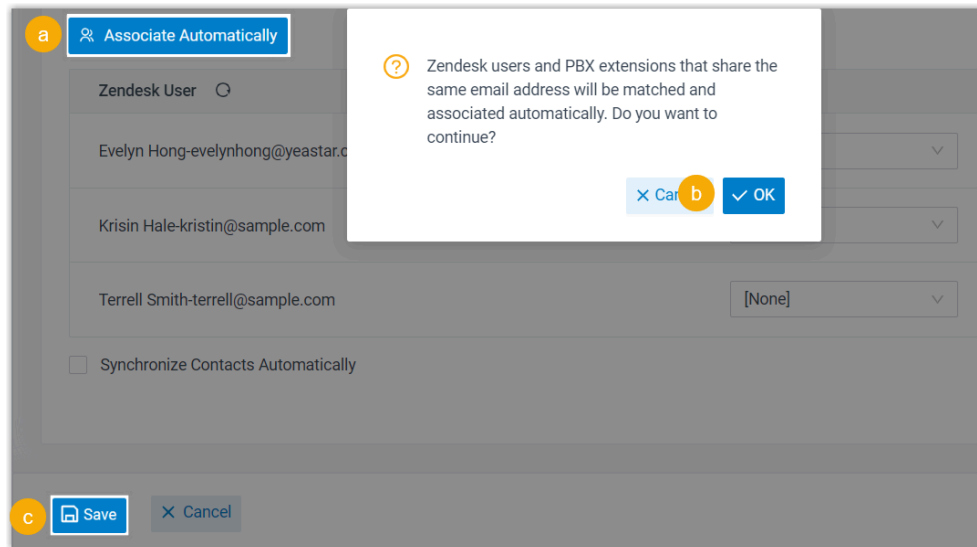 a
Associate Automatically
Zendesk users and PBX extensions that share the
same email address will be matched and
associated automatically. Do you want to
continue?
b
OK
Zendesk User
Evelyn Hong-evelynhong@yeastar.c
Krisin Hale-kristin@sample.com
Terrell Smith-terrell@sample.com
[None]
Synchronize Contacts Automatically
c
Save
Cancel